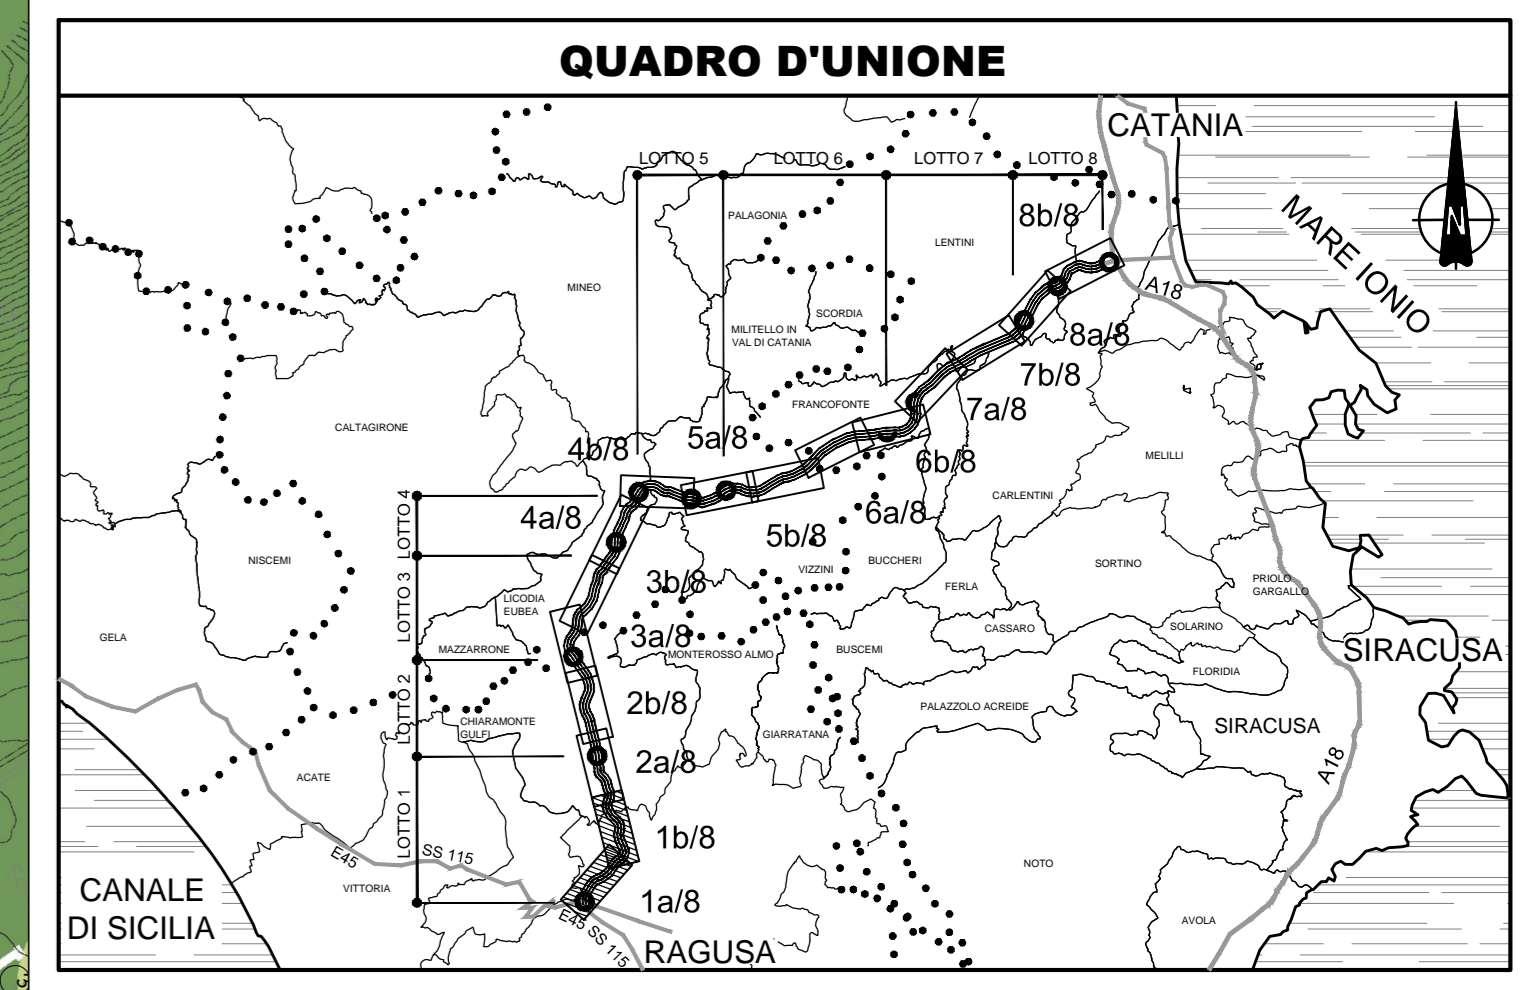 QUADRO D'UNIONE
CATANIA
LOTTO 5
LOTTO 6
LOTTO 7
LOTTO 8
8b/8
PALAGONIA
LENTINI
MARE IONIO
N
MINEO
A18
SCORDIA
MILITELLO IN
VAL DI CATANIA
8a/8
7b/8
FRANCOFONTE
7a/8
CALTAGIRONE
5a/8
4b/8
MELILLI
6b/8
CARLENTINI
LOTTO 4
4a/8
6a/8
5b/8
NISCEMI
VIZZINI
BUCCHERI
SORTINO
3b/8
FERLA
PRIOLO
GARGALLO
LICODIA
EUBEA
LOTTO 3
GELA
3a/8
CASSARO
SOLARINO
MAZZARRONE
MONTEROSSO ALMO
BUSCEMI
SIRACUSA
FLORIDIA
LOTTO 2
2b/8
PALAZZOLO ACREIDE
CHIARAMONTE
GULFI
GIARRATANA
SIRACUSA
2a/8
A18
ACATE
LOTTO 1
1b/8
E45
SS 115
NOTO
CANALE
DI SICILIA
VITTORIA
1a/8
E45 SS 115
AVOLA
RAGUSA